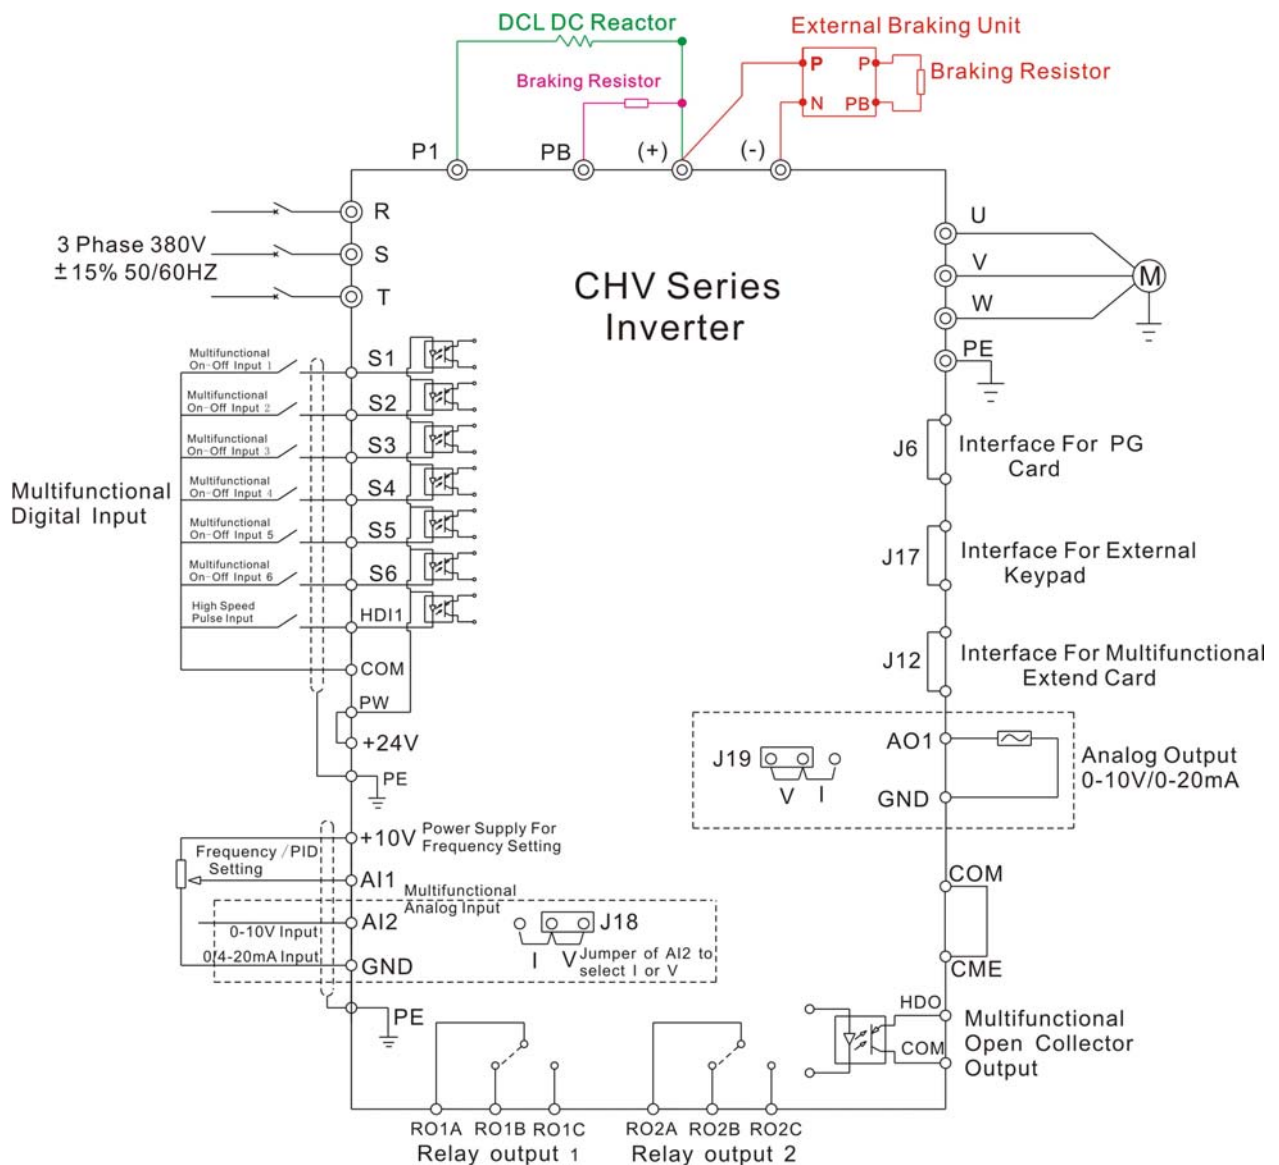 DCL DC Reactor
External Braking Unit
Braking Resistor
P
P
Braking Resistor
N
PB
P1
PB
(+)
(-)
R
3 Phase 380V
S
±15% 50/60HZ
T
CHV Series
Inverter
U
V
M
W
PE
Multifunctional
On-Off Input 1
S1
Multifunctional
On-Off Input 2
S2
Multifunctional
On-Off Input 3
S3
Multifunctional
On-Off Input 4
S4
Multifunctional
On-Off Input 5
S5
Multifunctional
On-Off Input 6
S6
High Speed
Pulse Input
HDI1
Multifunctional
Digital Input
COM
PW
+24V
PE
J6
Interface For PG
Card
J17
Interface For External
Keypad
J12
Interface For Multifunctional
Extend Card
AO1
J19
V
I
GND
Analog Output
0-10V/0-20mA
+10V
Power Supply For
Frequency Setting
Frequency /PID
Setting
AI1
Multifunctional
Analog Input
AI2
0-10V Input
J18
I
V
Jumper of AI2 to
select I or V
0/4-20mA Input
GND
PE
COM
CME
HDO
COM
Multifunctional
Open Collector
Output
RO1A
RO1B
RO1C
Relay output 1
RO2A
RO2B
RO2C
Relay output 2